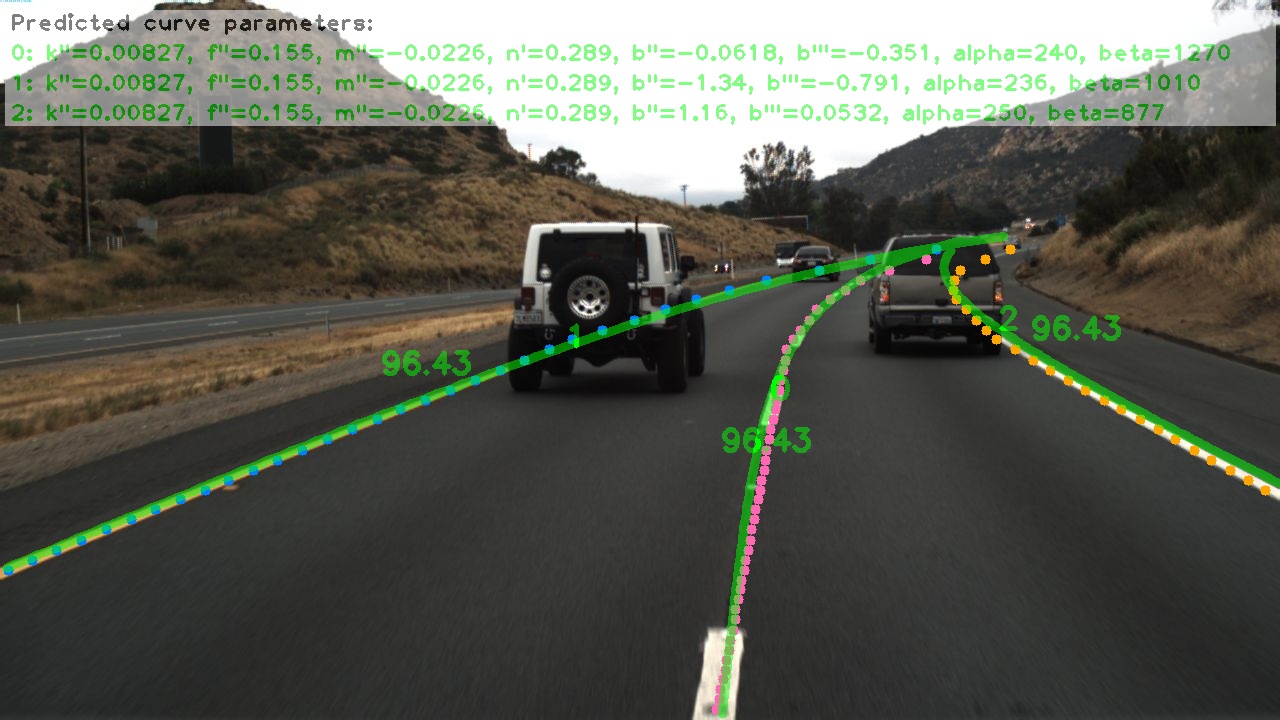 Predicted curve parameters:
0: k''=0.00827, f''=0.155, m''=-0.0226, n'=0.289, b''=-0.0618, b'''=-0.351, alpha=240, beta=1270
1: k''=0.00827, f''=0.155, m''=-0.0226, n'=0.289, b''=-1.34, b'''=-0.791, alpha=236, beta=1010
2: k''=0.00827, f''=0.155, m''=-0.0226, n'=0.289, b''=1.16, b'''=0.0532, alpha=250, beta=877
2
96.43
1
96.43
0
96.43